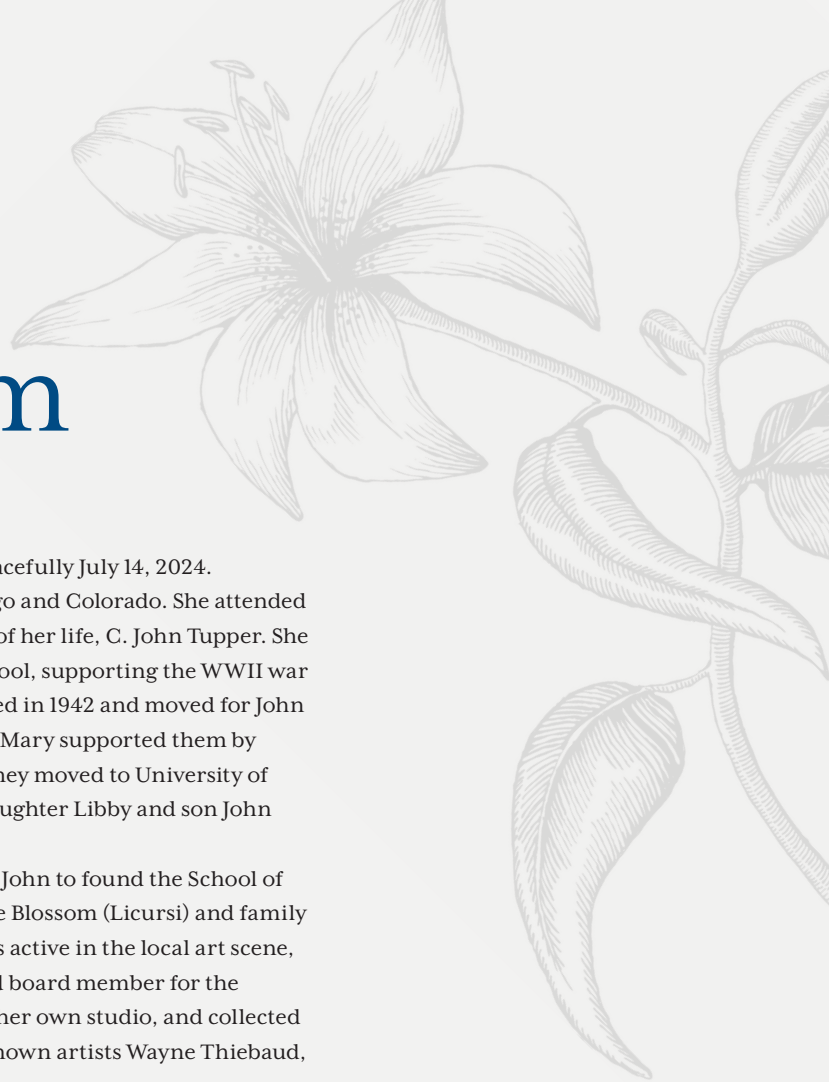 m
acefully July 14, 2024.
go and Colorado. She attended
of her life, C. John Tupper. She
ool, supporting the WWII war
ed in 1942 and moved for John
Mary supported them by
hey moved to University of
ughter Libby and son John
John to found the School of
e Blossom (Licursi) and family
s active in the local art scene,
d board member for the
her own studio, and collected
nown artists Wayne Thiebaud,